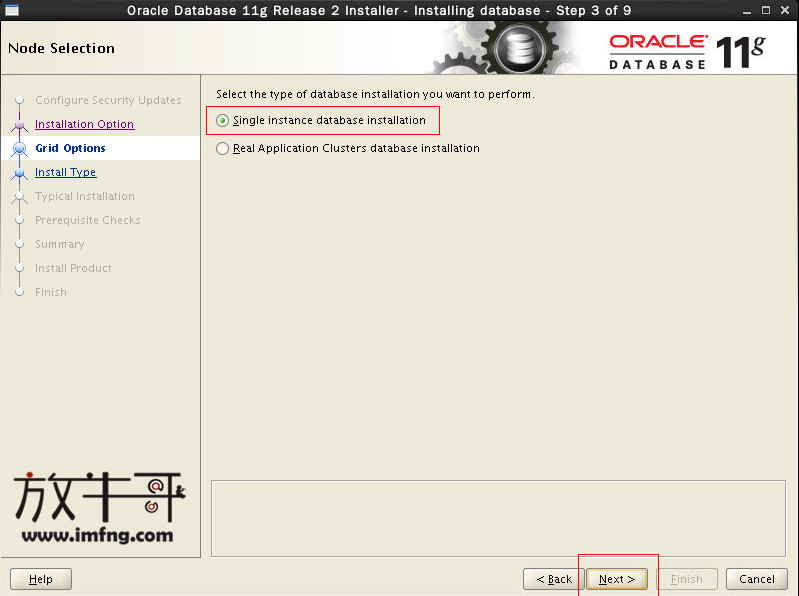 Oracle Database 11g Release 2 Installer - Installing database - Step 3 of 9
Node Selection
ORACLE
DATABASE 11g
Configure Security Updates
Installation Option
Grid Options
Install Type
Typical Installation
Prerequisite Checks
Summary
Install Product
Finish
Select the type of database installation you want to perform.
Single instance database installation
Real Application Clusters database installation
放牛哥
www.imfng.com
Help
< Back
Next >
Finish
Cancel